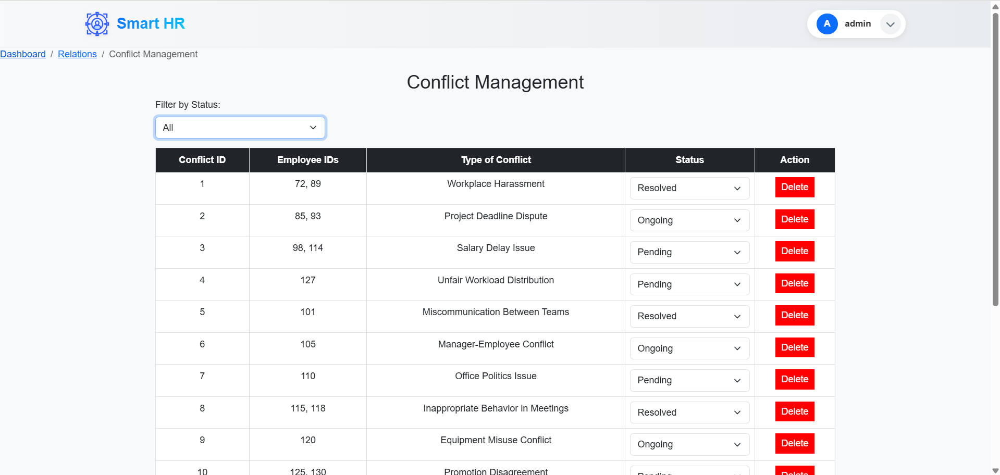 Smart HR
A admin
Dashboard / Relations / Conflict Management
Conflict Management
Filter by Status:
All
Conflict ID Employee IDs Type of Conflict Status Action
1 72, 89 Workplace Harassment Resolved Delete
2 85, 93 Project Deadline Dispute Ongoing Delete
3 98, 114 Salary Delay Issue Pending Delete
4 127 Unfair Workload Distribution Pending Delete
5 101 Miscommunication Between Teams Resolved Delete
6 105 Manager-Employee Conflict Ongoing Delete
7 110 Office Politics Issue Pending Delete
8 115, 118 Inappropriate Behavior in Meetings Resolved Delete
9 120 Equipment Misuse Conflict Ongoing Delete
10 125, 130 Promotion Disagreement Pending Delete